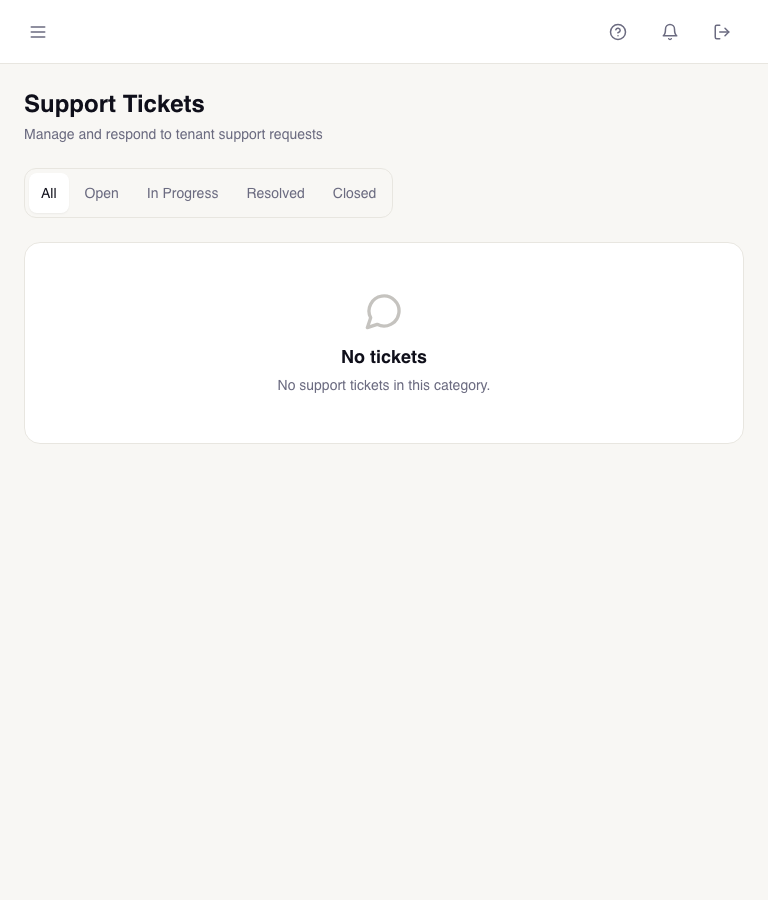 Support Tickets
Manage and respond to tenant support requests
All Open In Progress Resolved Closed
No tickets
No support tickets in this category.